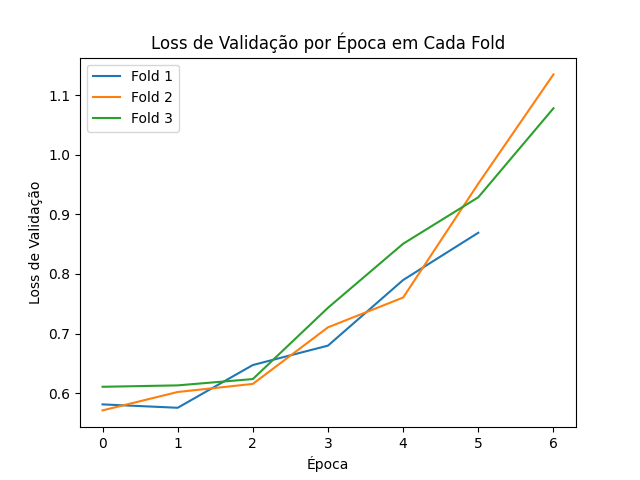 Loss de Validação por Época em Cada Fold
Fold 1
Fold 2
Fold 3
Loss de Validação
1.1
1.0
0.9
0.8
0.7
0.6
0 1 2 3 4 5 6
Época